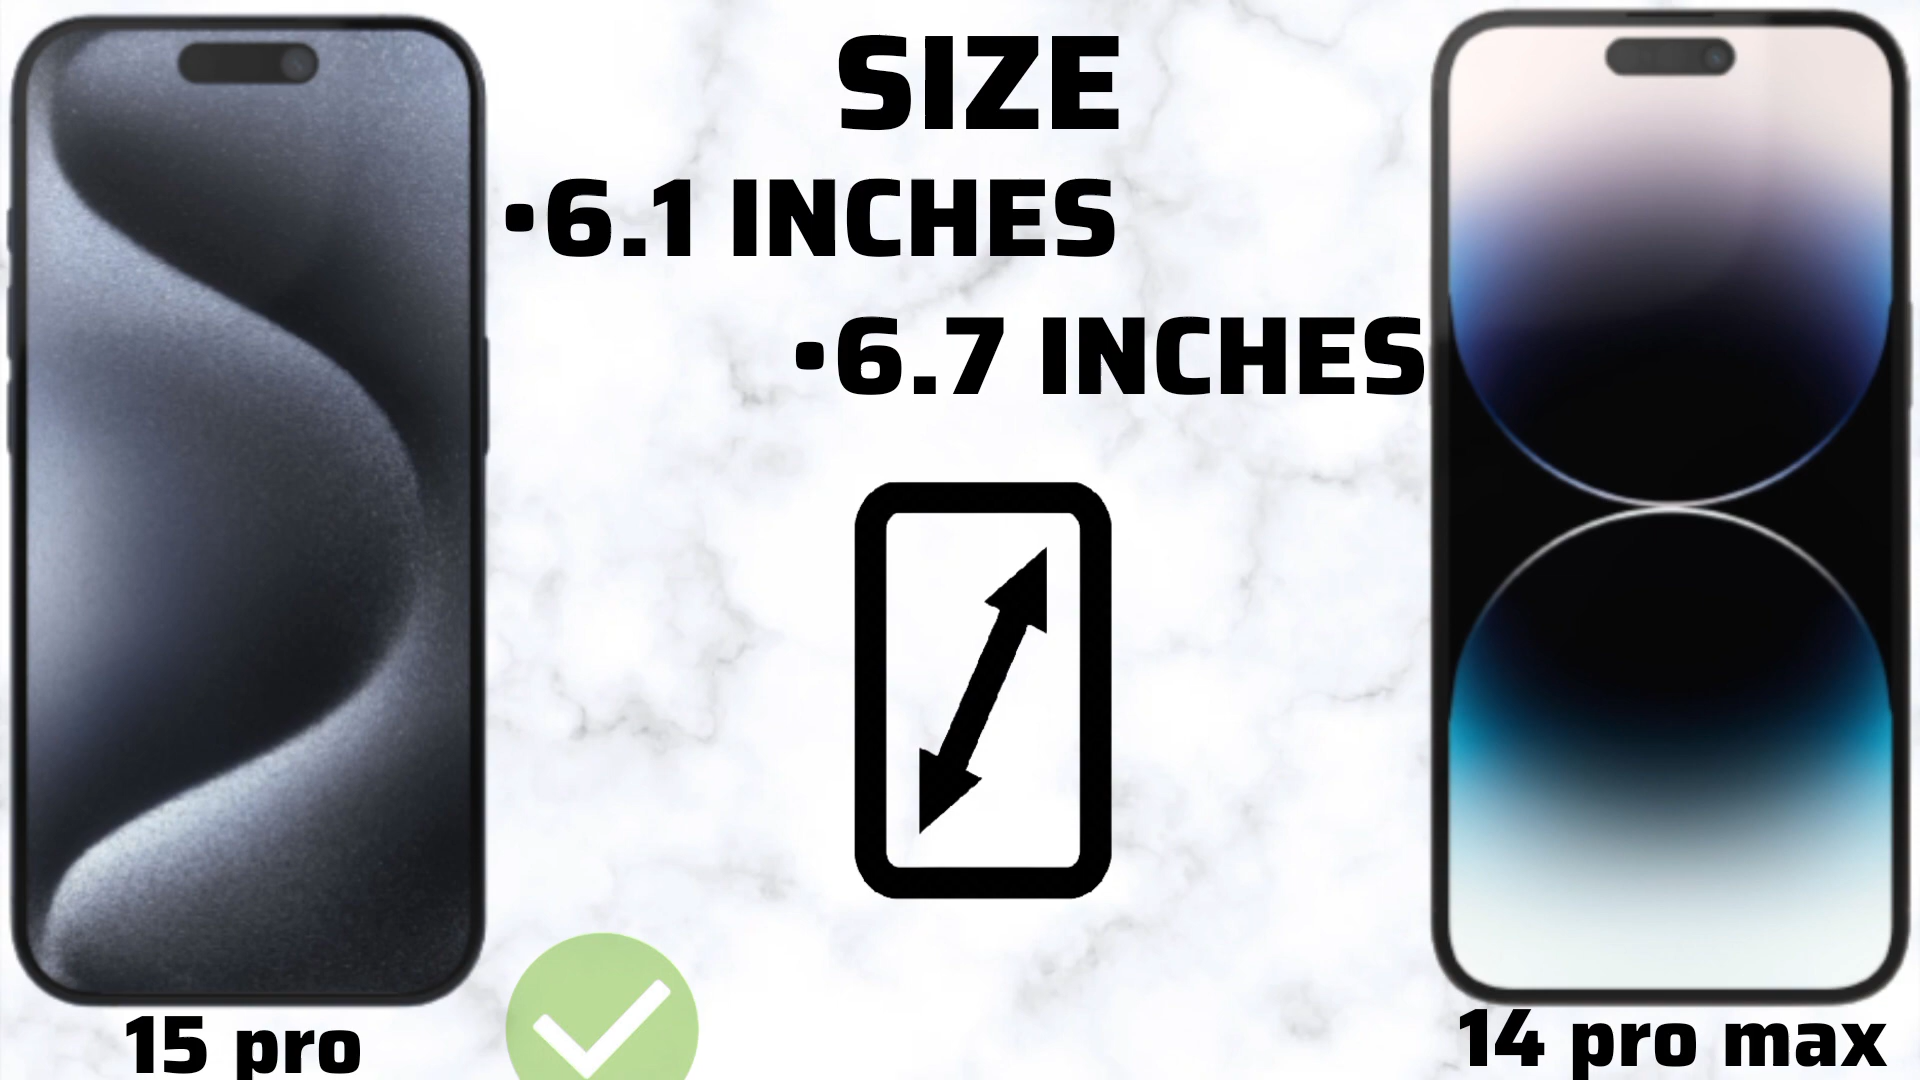 SIZE
•6.1 INCHES
•6.7 INCHES
15 pro
14 pro max